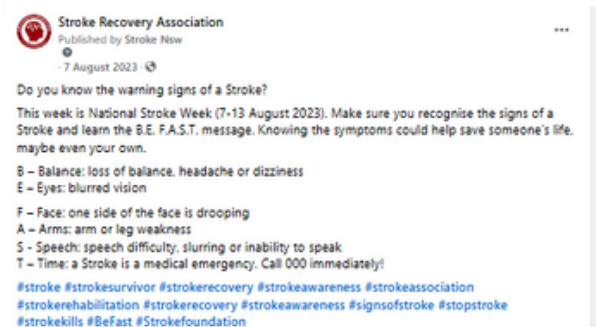 Stroke Recovery Association
Published by Stroke Nsw
· 7 August 2023 ·
Do you know the warning signs of a Stroke?
This week is National Stroke Week (7-13 August 2023). Make sure you recognise the signs of a
Stroke and learn the B.E. F.A.S.T. message. Knowing the symptoms could help save someone's life,
maybe even your own.
B – Balance: loss of balance, headache or dizziness
E – Eyes: blurred vision
F – Face: one side of the face is drooping
A – Arms: arm or leg weakness
S - Speech: speech difficulty, slurring or inability to speak
T – Time: a Stroke is a medical emergency. Call 000 immediately!
#stroke #strokesurvivor #strokerecovery #strokeawareness #strokeassociation
#strokerehabilitation #strokerecovery #strokeawareness #signsofstroke #stopstroke
#strokekills #BeFast #Strokefoundation